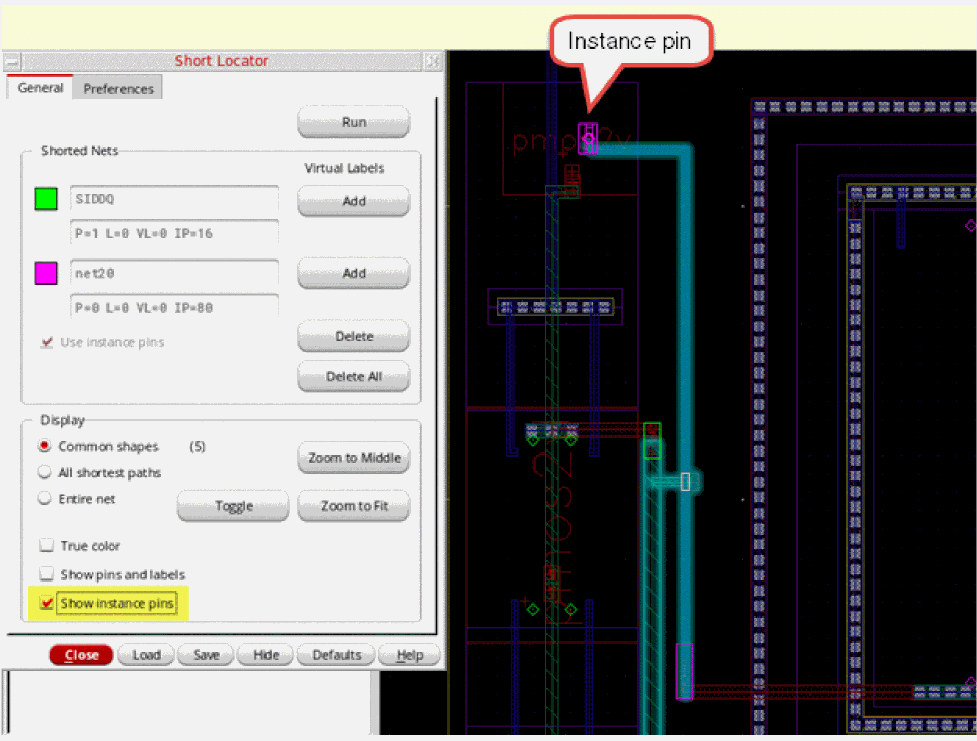 Instance pin
Short Locator
General
Preferences
Run
Shorted Nets
Virtual Labels
SIDDQ
Add
P=1 L=0 VL=0 IP=16
net20
Add
P=0 L=0 VL=0 IP=80
Use instance pins
Delete
Delete All
Display
Common shapes (5)
Zoom to Middle
All shortest paths
Entire net
Toggle
Zoom to Fit
True color
Show pins and labels
Show instance pins
Close
Load
Save
Hide
Defaults
Help